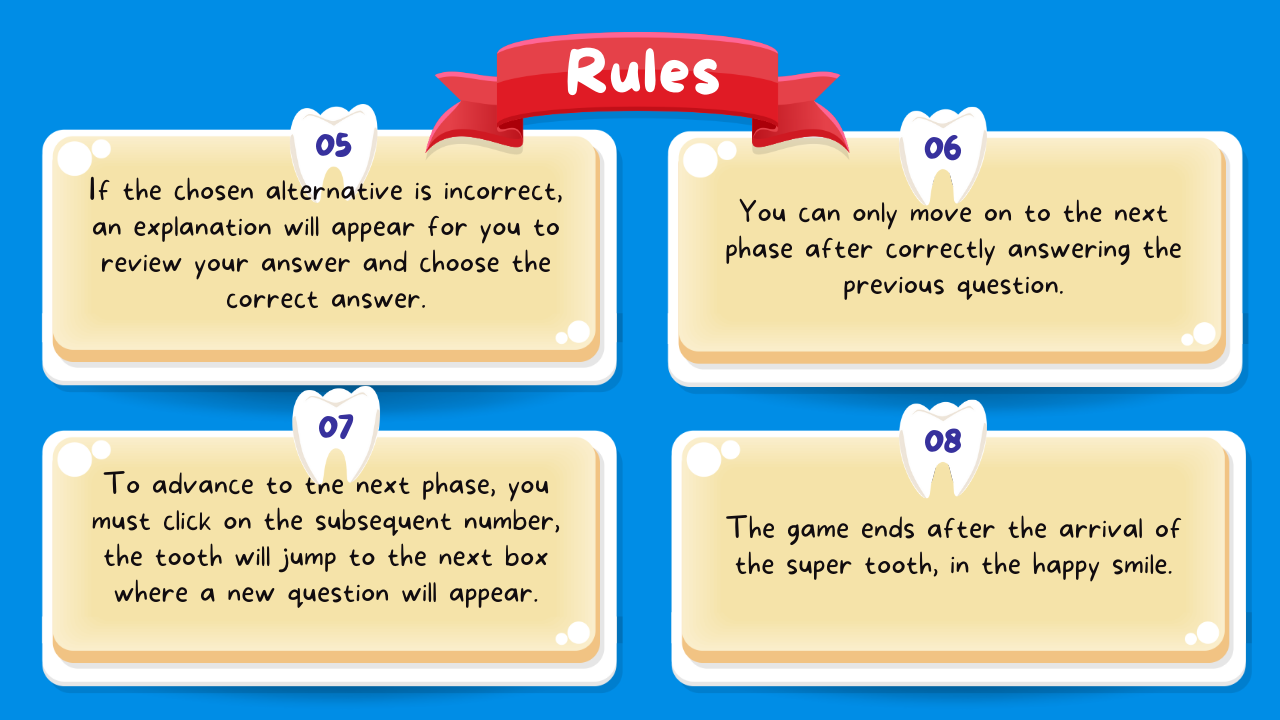 Rules
05
If the chosen alternative is incorrect,
an explanation will appear for you to
review your answer and choose the
correct answer.
06
You can only move on to the next
phase after correctly answering the
previous question.
07
To advance to the next phase, you
must click on the subsequent number,
the tooth will jump to the next box
where a new question will appear.
08
The game ends after the arrival of
the super tooth, in the happy smile.